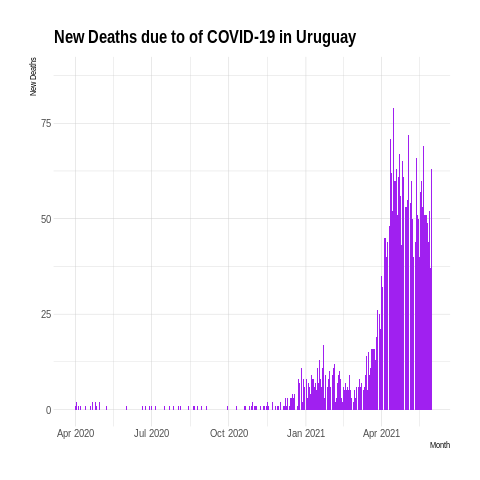 New Deaths due to of COVID-19 in Uruguay
New Deaths
75
50
25
0
Apr 2020 Jul 2020 Oct 2020 Jan 2021 Apr 2021
Month